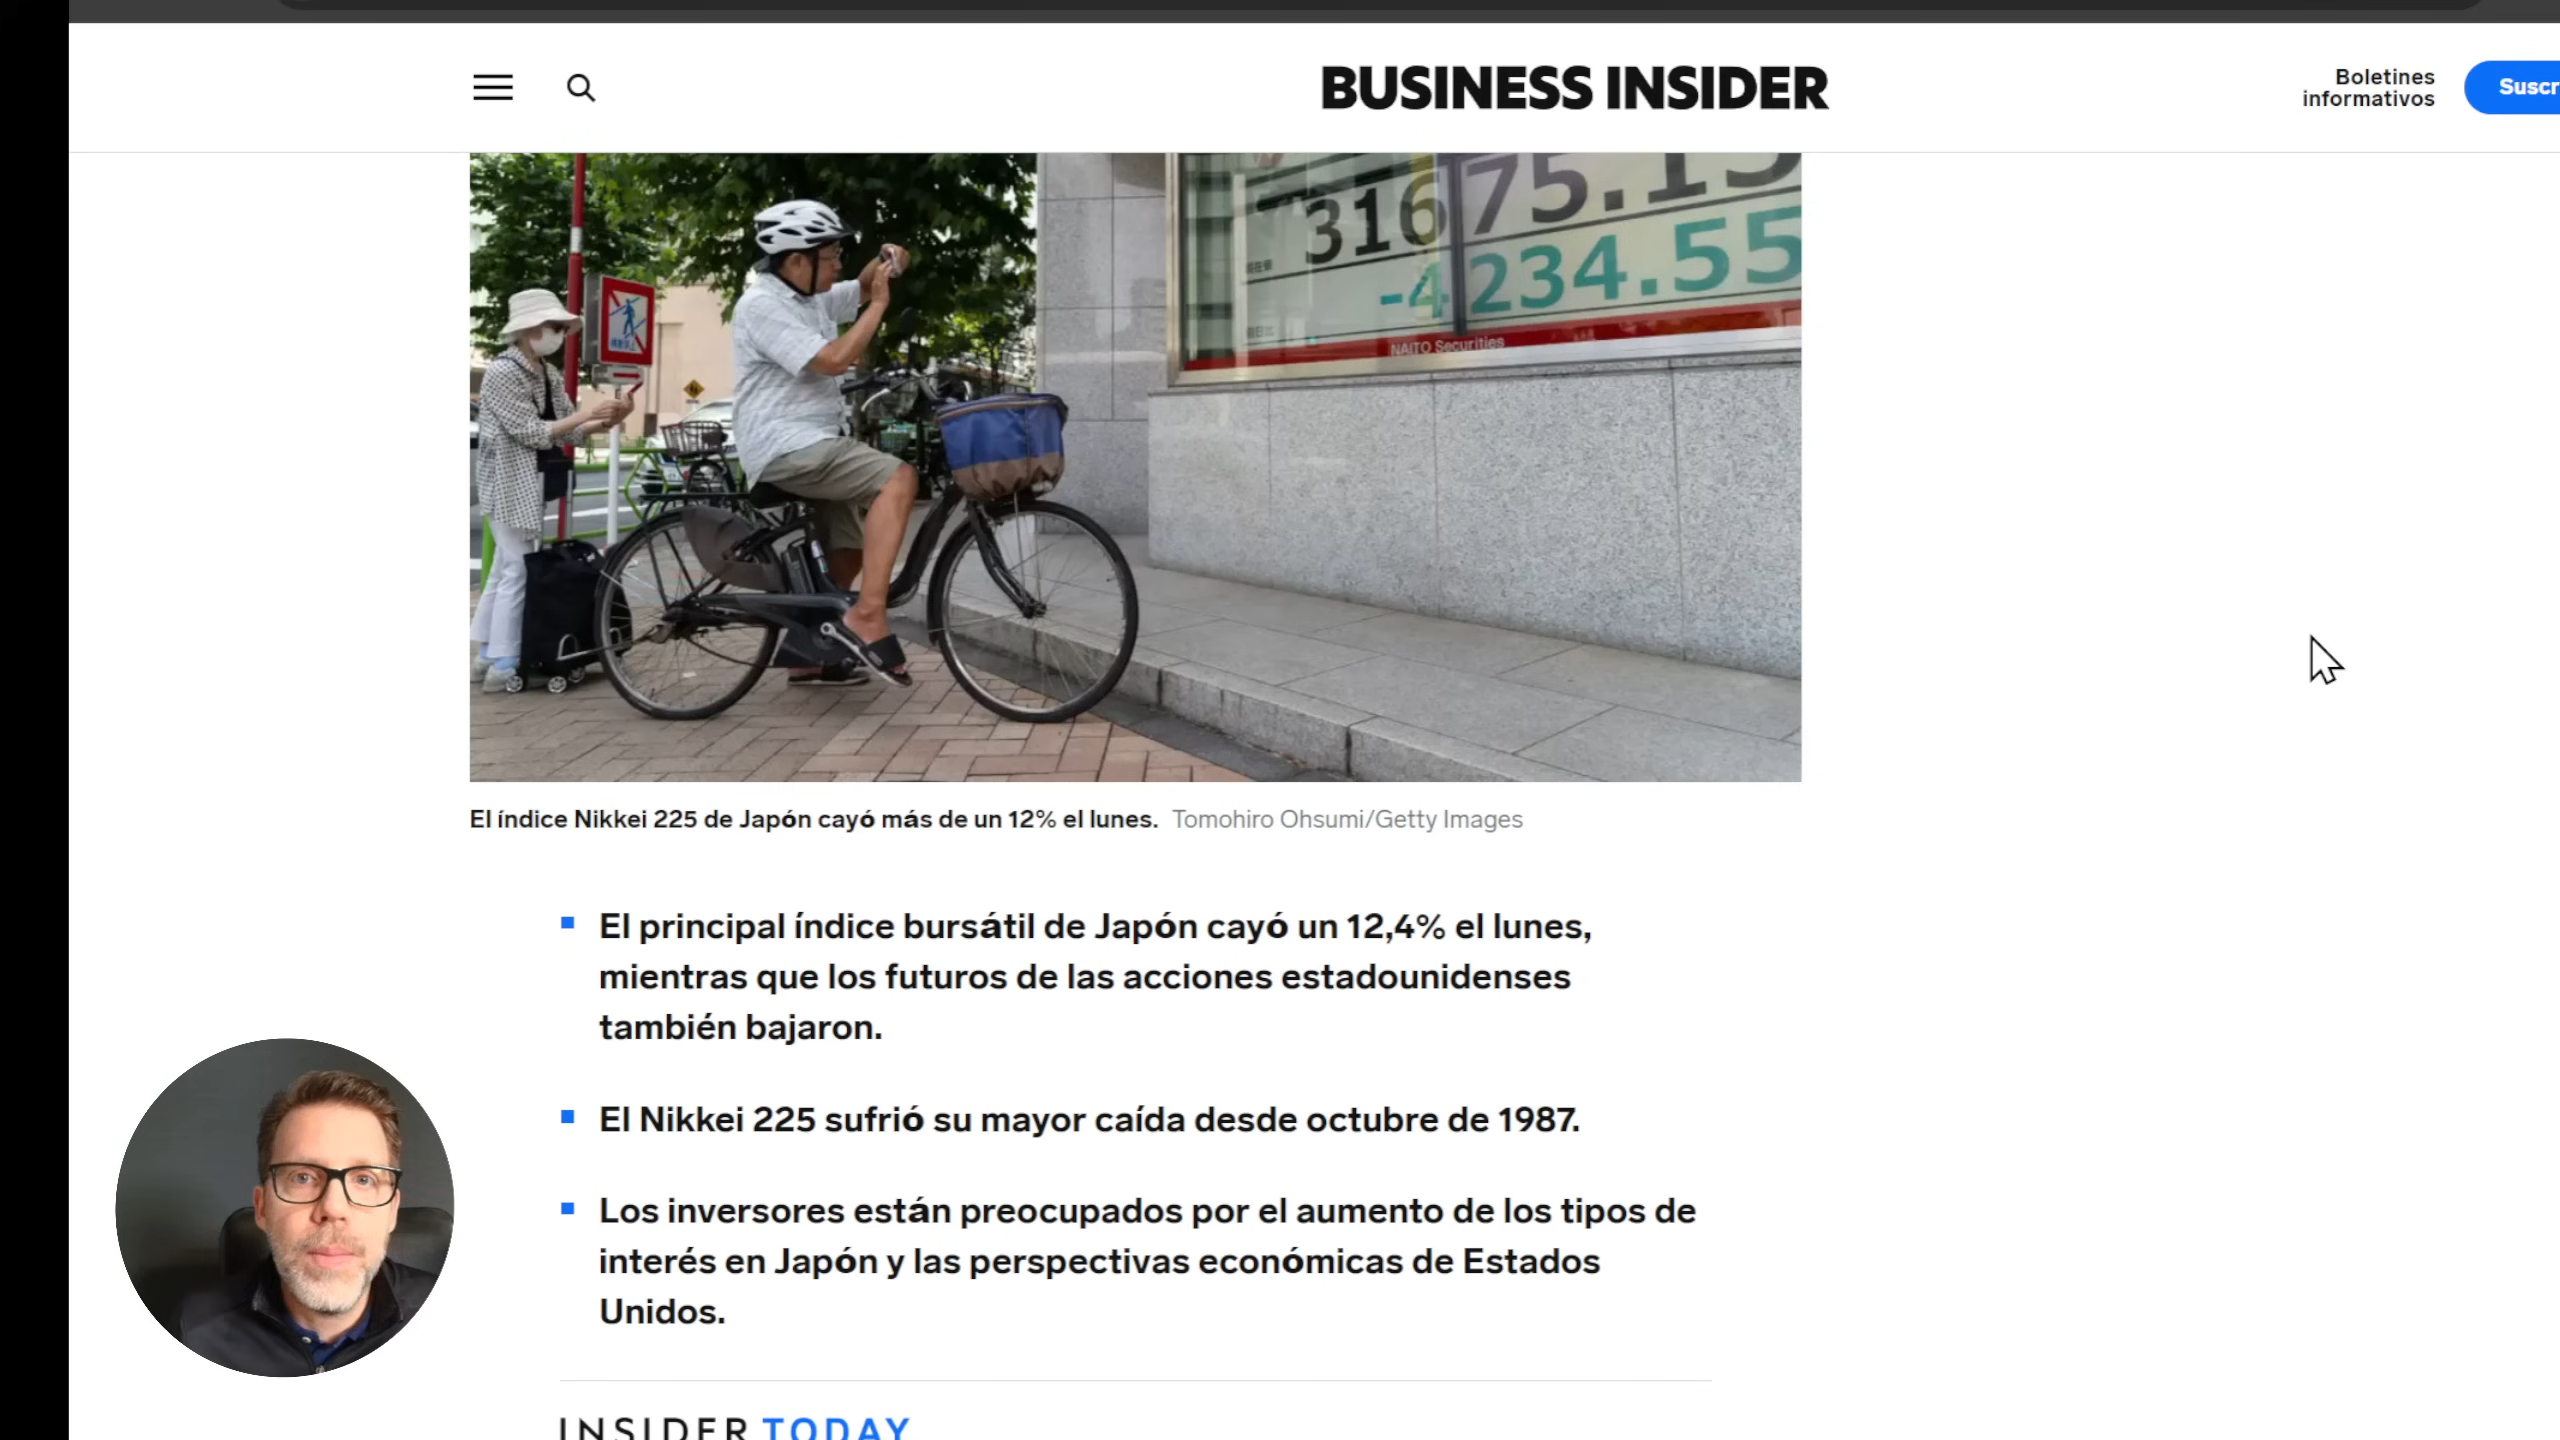 BUSINESS INSIDER
Boletines
informativos
Suscr
31675.15
-4234.55
NAITO Securities
El índice Nikkei 225 de Japón cayó más de un 12% el lunes. Tomohiro Ohsumi/Getty Images
El principal índice bursátil de Japón cayó un 12,4% el lunes,
mientras que los futuros de las acciones estadounidenses
también bajaron.
El Nikkei 225 sufrió su mayor caída desde octubre de 1987.
Los inversores están preocupados por el aumento de los tipos de
interés en Japón y las perspectivas económicas de Estados
Unidos.
INSIDER TODAY